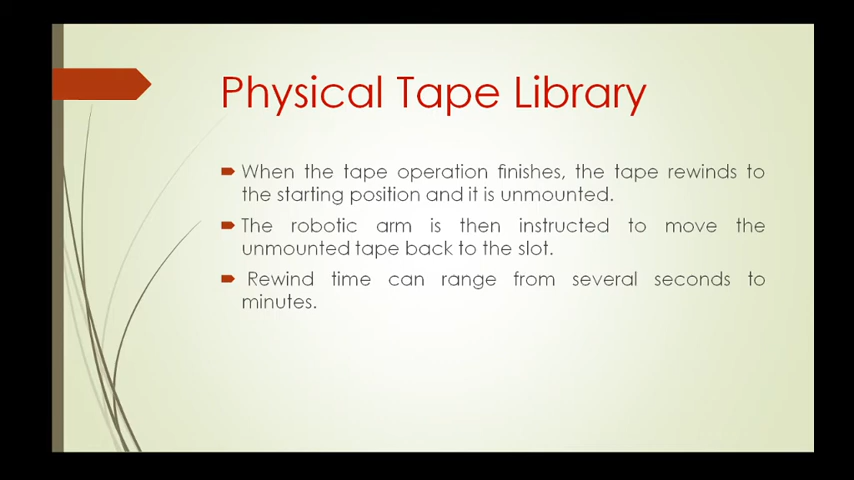 Physical Tape Library
When the tape operation finishes, the tape rewinds to
the starting position and it is unmounted.
The robotic arm is then instructed to move the
unmounted tape back to the slot.
Rewind time can range from several seconds to
minutes.